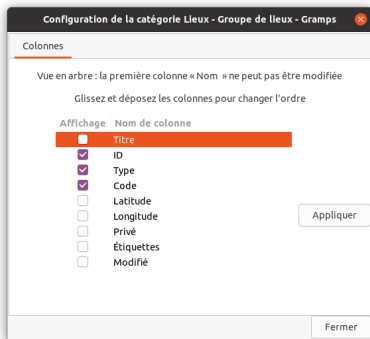 Configuration de la catégorie Lieux - Groupe de lieux - Gramps
Colonnes
Vue en arbre : la première colonne « Nom » ne peut pas être modifiée
Glissez et déposez les colonnes pour changer l'ordre
Affichage Nom de colonne
Titre
ID
Type
Code
Latitude
Longitude
Privé
Étiquettes
Modifié
Appliquer
Fermer